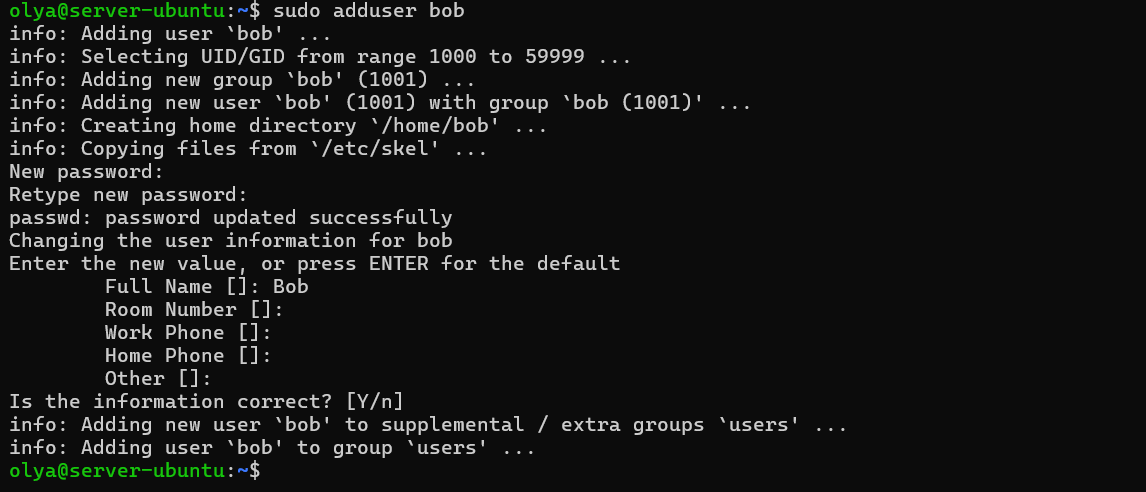 olya@server-ubuntu:~$ sudo adduser bob
info: Adding user `bob' ...
info: Selecting UID/GID from range 1000 to 59999 ...
info: Adding new group `bob' (1001) ...
info: Adding new user `bob' (1001) with group `bob (1001)' ...
info: Creating home directory `/home/bob' ...
info: Copying files from `/etc/skel' ...
New password:
Retype new password:
passwd: password updated successfully
Changing the user information for bob
Enter the new value, or press ENTER for the default
        Full Name []: Bob
        Room Number []:
        Work Phone []:
        Home Phone []:
        Other []:
Is the information correct? [Y/n]
info: Adding new user `bob' to supplemental / extra groups `users' ...
info: Adding user `bob' to group `users' ...
olya@server-ubuntu:~$